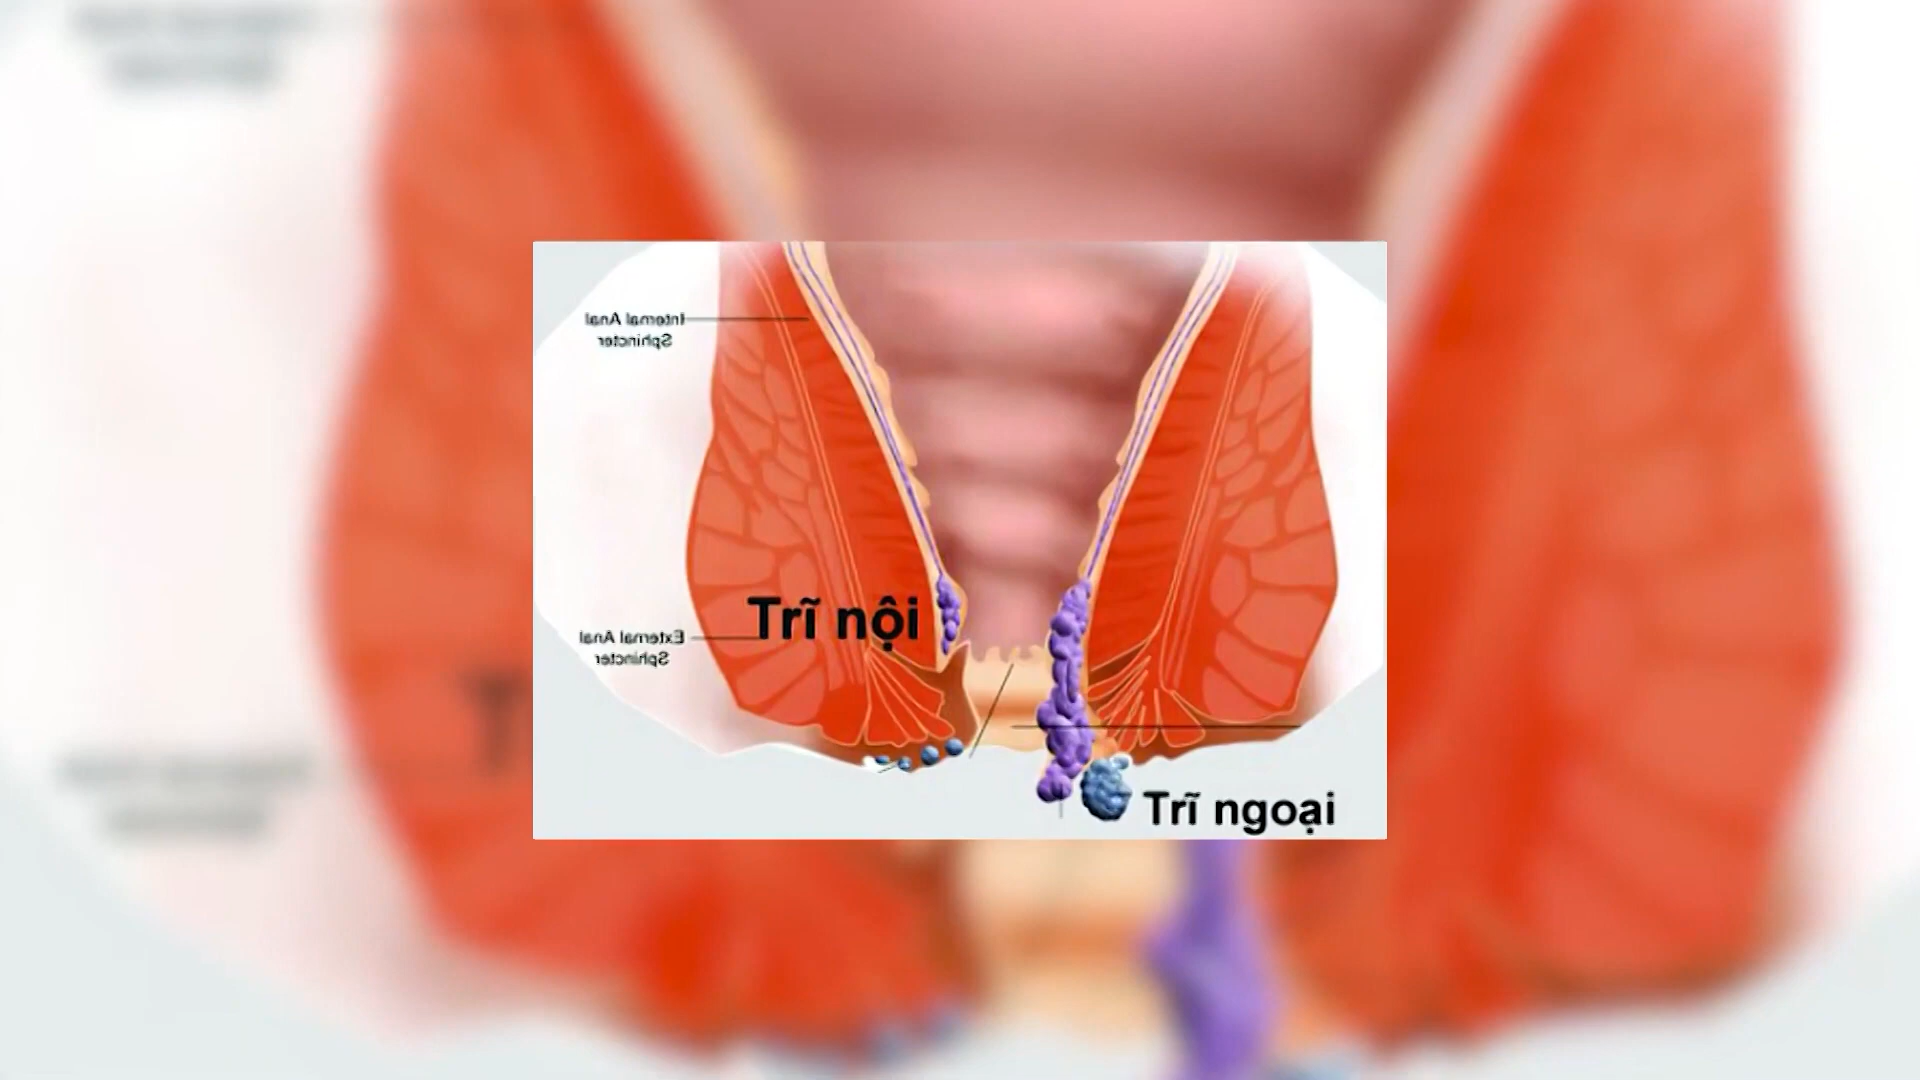 Internal Anal
Sphincter
Trĩ nội
External Anal
Sphincter
Trĩ ngoại